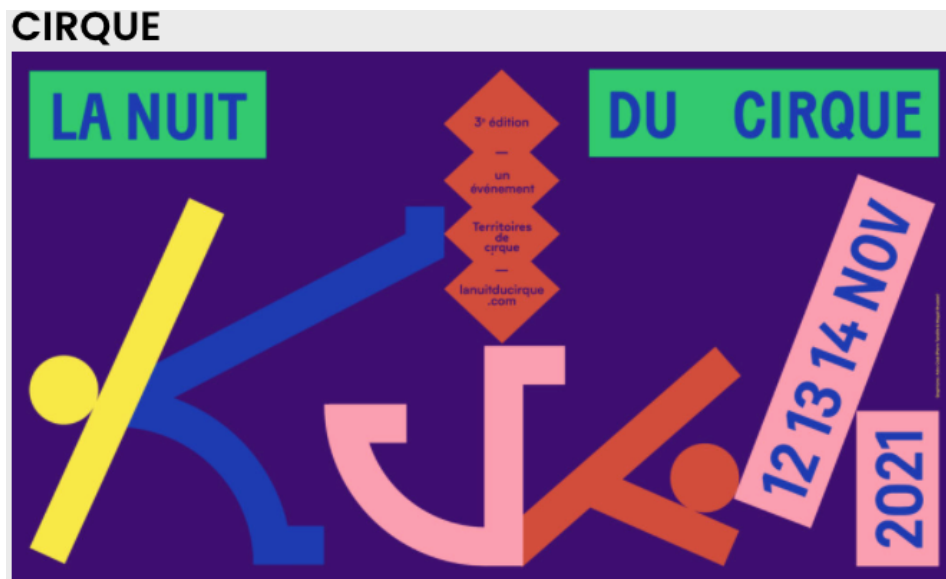 CIRQUE
LA NUIT
DU CIRQUE
3e édition
—
un
événement
Territoires
de
cirque
—
lanuitducirque
.com
12 13 14 NOV
2021